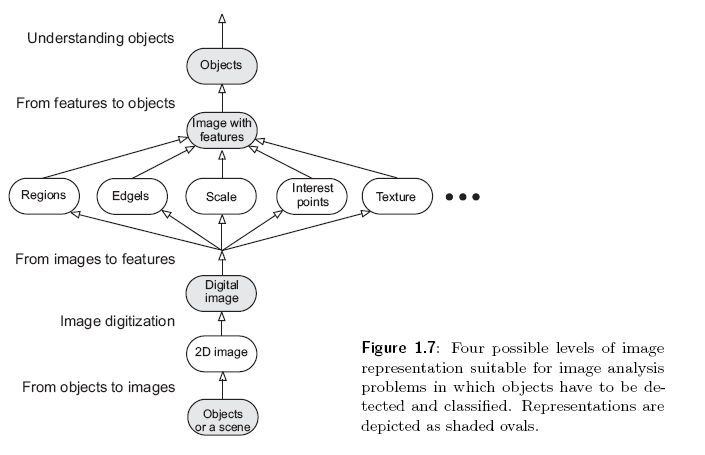 Understanding objects
Objects
From features to objects
Image with
features
Regions
Edgels
Scale
Interest
points
Texture
From images to features
Digital
image
Image digitization
2D image
From objects to images
Objects
or a scene
Figure 1.7: Four possible levels of image
representation suitable for image analysis
problems in which objects have to be de-
tected and classified. Representations are
depicted as shaded ovals.